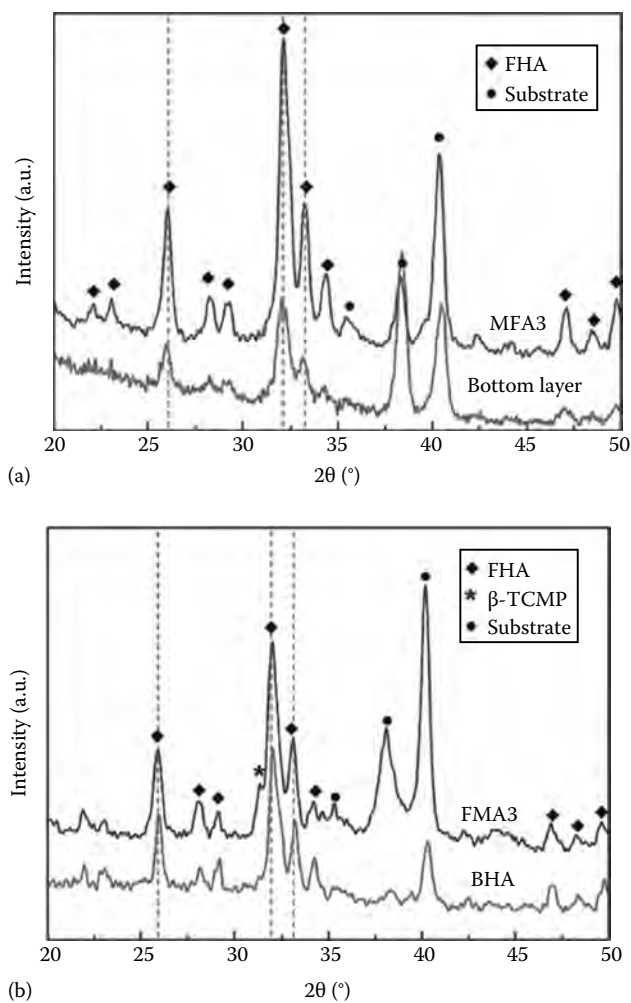 FHA
Substrate
Intensity (a.u.)
MFA3
Bottom layer
20 25 30 35 40 45 50
(a)
2θ (°)
FHA
* β-TCMP
Substrate
*
Intensity (a.u.)
FMA3
BHA
20 25 30 35 40 45 50
(b)
2θ (°)